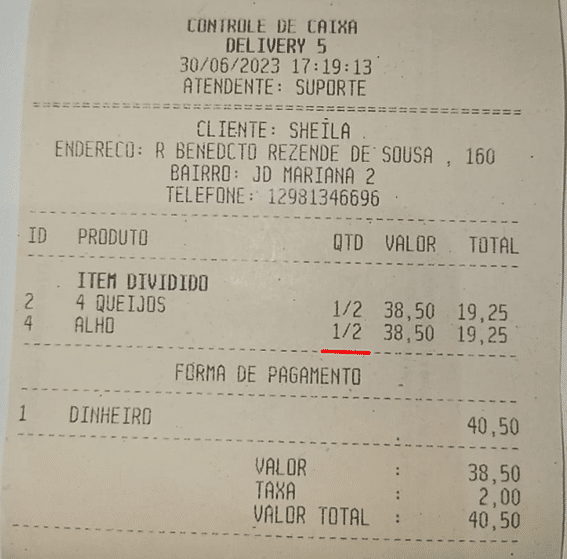 CONTROLE DE CAIXA
DELIVERY 5
30/06/2023 17:19:13
ATENDENTE: SUPORTE
CLIENTE: SHEILA
ENDERECO: R BENEDCTO REZENDE DE SOUSA , 160
BAIRRO: JD MARIANA 2
TELEFONE: 12981346696
ID PRODUTO QTD VALOR TOTAL
ITEM DIVIDIDO
2 4 QUEIJOS 1/2 38,50 19,25
4 ALHO 1/2 38,50 19,25
FORMA DE PAGAMENTO
1 DINHEIRO 40,50
VALOR : 38,50
TAXA : 2,00
VALOR TOTAL : 40,50